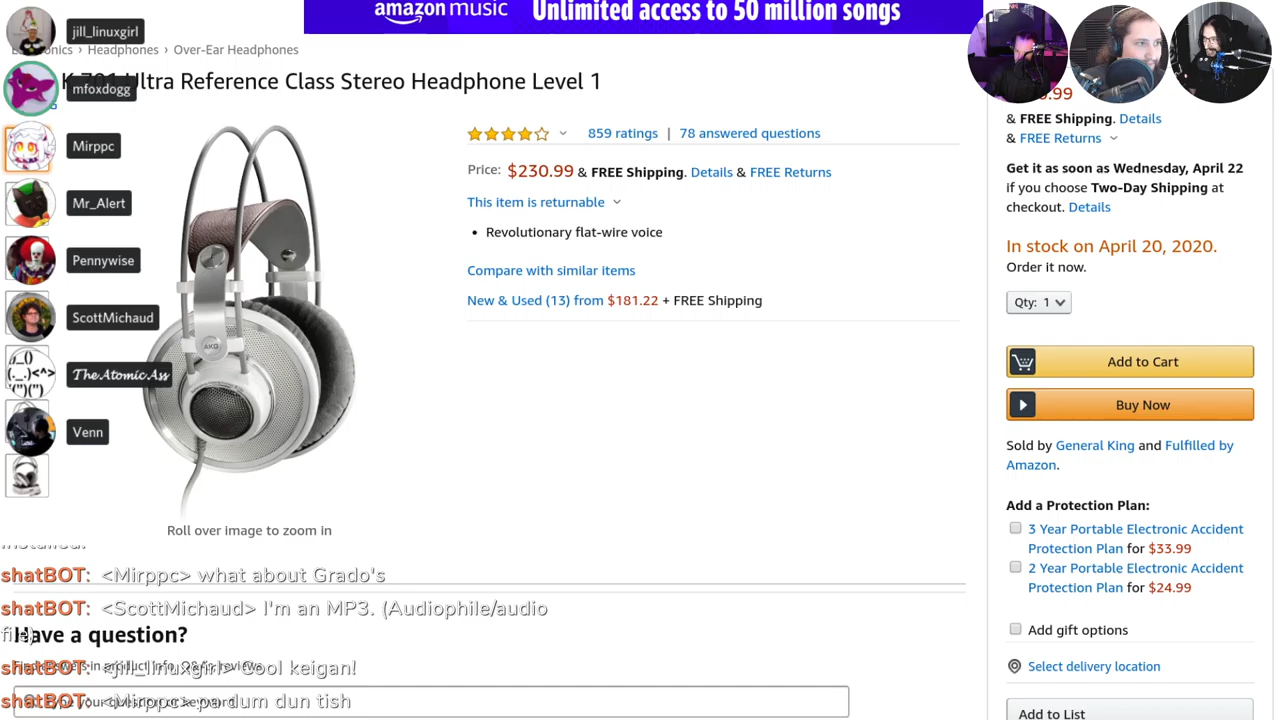 amazon music Unlimited access to 50 million songs
jill_linuxgirl
Headphones › Over-Ear Headphones
Ultra Reference Class Stereo Headphone Level 1
mfoxdogg
Mirppc
Mr_Alert
Pennywise
ScottMichaud
TheAtomicAss
Venn
AKG
Roll over image to zoom in
859 ratings | 78 answered questions
Price: $230.99 & FREE Shipping. Details & FREE Returns
This item is returnable
• Revolutionary flat-wire voice
Compare with similar items
New & Used (13) from $181.22 + FREE Shipping
& FREE Shipping. Details
& FREE Returns
Get it as soon as Wednesday, April 22
if you choose Two-Day Shipping at
checkout. Details
In stock on April 20, 2020.
Order it now.
Qty: 1
Add to Cart
Buy Now
Sold by General King and Fulfilled by
Amazon.
Add a Protection Plan:
3 Year Portable Electronic Accident
Protection Plan for $33.99
2 Year Portable Electronic Accident
Protection Plan for $24.99
Add gift options
Select delivery location
Add to List
shatBOT: <Mirppc> what about Grado's
shatBOT: <ScottMichaud> I'm an MP3. (Audiophile/audio
file)
Have a question?
shatBOT: <jill_linuxgirl> Cool keigan!
shatBOT: <Mirppc> pa dum dun tish